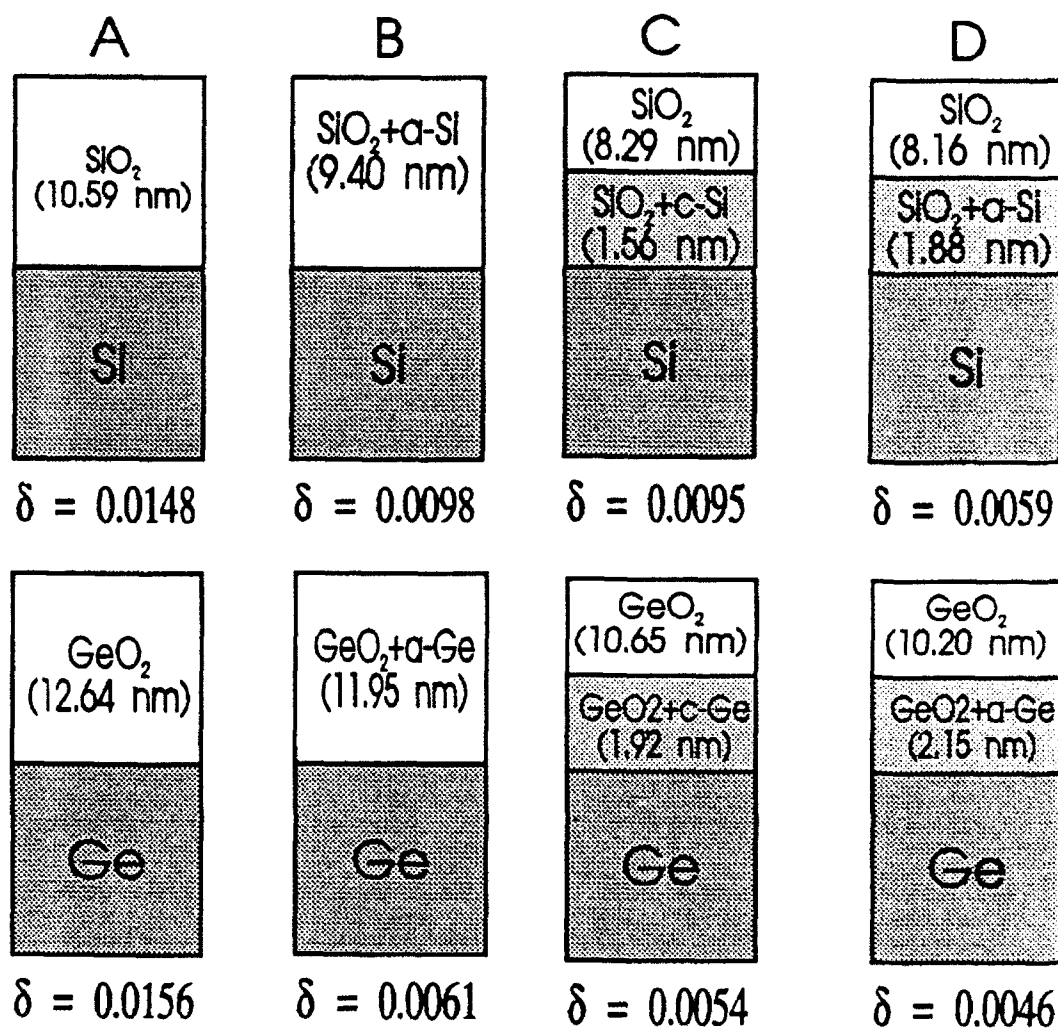 A
B
C
D
SiO₂
(10.59 nm)
Si
δ = 0.0148
SiO₂+a-Si
(9.40 nm)
Si
δ = 0.0098
SiO₂
(8.29 nm)
SiO₂+c-Si
(1.56 nm)
Si
δ = 0.0095
SiO₂
(8.16 nm)
SiO₂+a-Si
(1.88 nm)
Si
δ = 0.0059
GeO₂
(12.64 nm)
Ge
δ = 0.0156
GeO₂+a-Ge
(11.95 nm)
Ge
δ = 0.0061
GeO₂
(10.65 nm)
GeO2+c-Ge
(1.92 nm)
Ge
δ = 0.0054
GeO₂
(10.20 nm)
GeO2+a-Ge
(2.15 nm)
Ge
δ = 0.0046